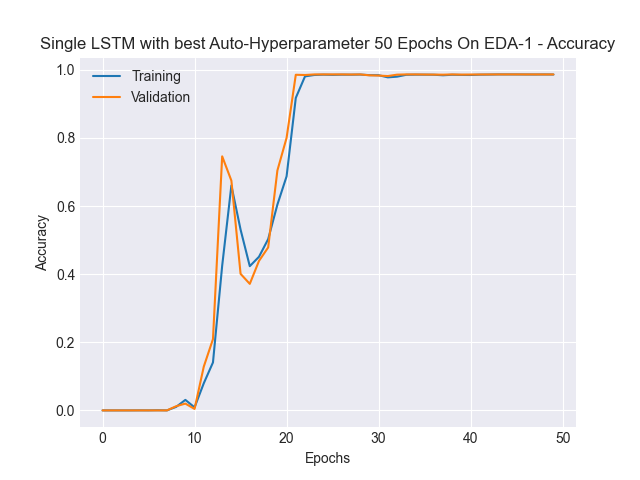 Single LSTM with best Auto-Hyperparameter 50 Epochs On EDA-1 - Accuracy
Training
Validation
1.0
0.8
0.6
0.4
0.2
0.0
Accuracy
0 10 20 30 40 50
Epochs